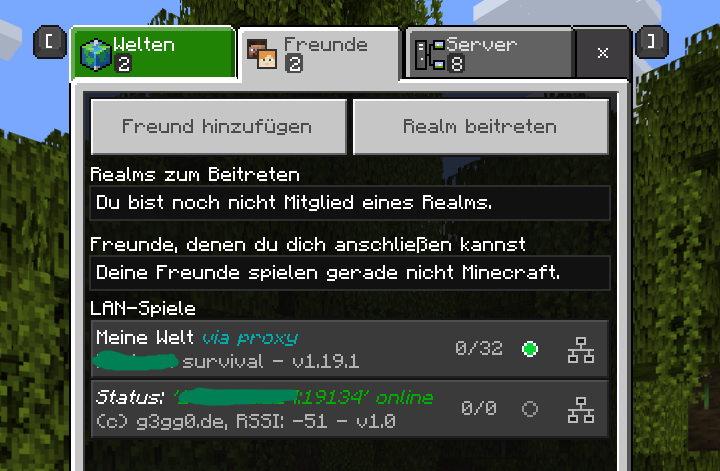 [ Welten 2 Freunde 2 Server 8 × ]
Freund hinzufügen Realm beitreten
Realms zum Beitreten
Du bist noch nicht Mitglied eines Realms.
Freunde, denen du dich anschließen kannst
Deine Freunde spielen gerade nicht Minecraft.
LAN-Spiele
Meine Welt via proxy 0/32
survival - v1.19.1
Status: ' :19134' online 0/0
(c) g3gg0.de, RSSI: -51 - v1.0